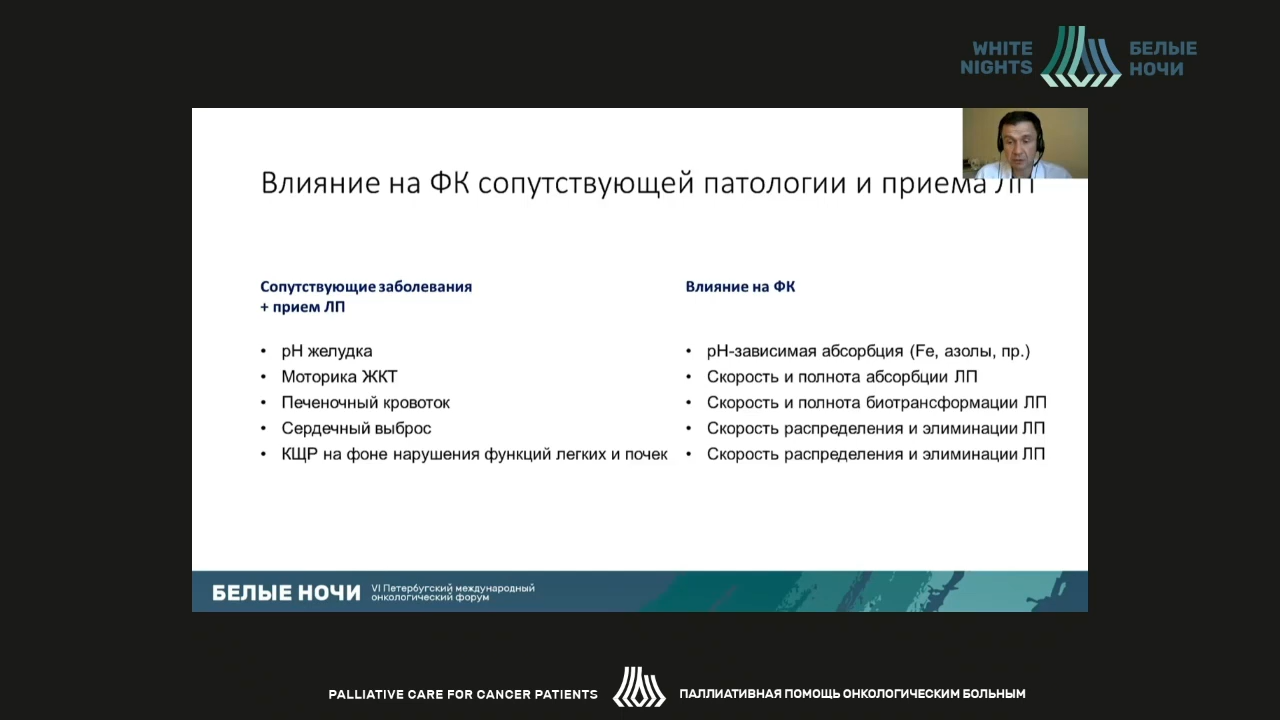 WHITE
NIGHTS
БЕЛЫЕ
НОЧИ
Влияние на ФК сопутствующей патологии и приема ЛП
Сопутствующие заболевания
+ прием ЛП
• pH желудка
• Моторика ЖКТ
• Печеночный кровоток
• Сердечный выброс
• КЩР на фоне нарушения функций легких и почек
Влияние на ФК
• pH-зависимая абсорбция (Fe, азолы, пр.)
• Скорость и полнота абсорбции ЛП
• Скорость и полнота биотрансформации ЛП
• Скорость распределения и элиминации ЛП
• Скорость распределения и элиминации ЛП
БЕЛЫЕ НОЧИ
VI Петербугский международный
онкологический форум
PALLIATIVE CARE FOR CANCER PATIENTS
ПАЛЛИАТИВНАЯ ПОМОЩЬ ОНКОЛОГИЧЕСКИМ БОЛЬНЫМ